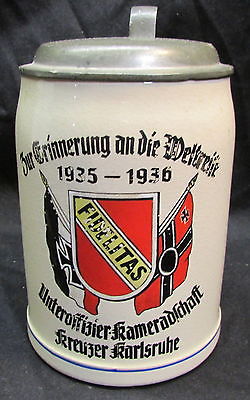 Zur Erinnerung an die Weltreise
1935 – 1936
FIDELITAS
Unteroffizier-Kameradschaft
Kreuzer Karlsruhe